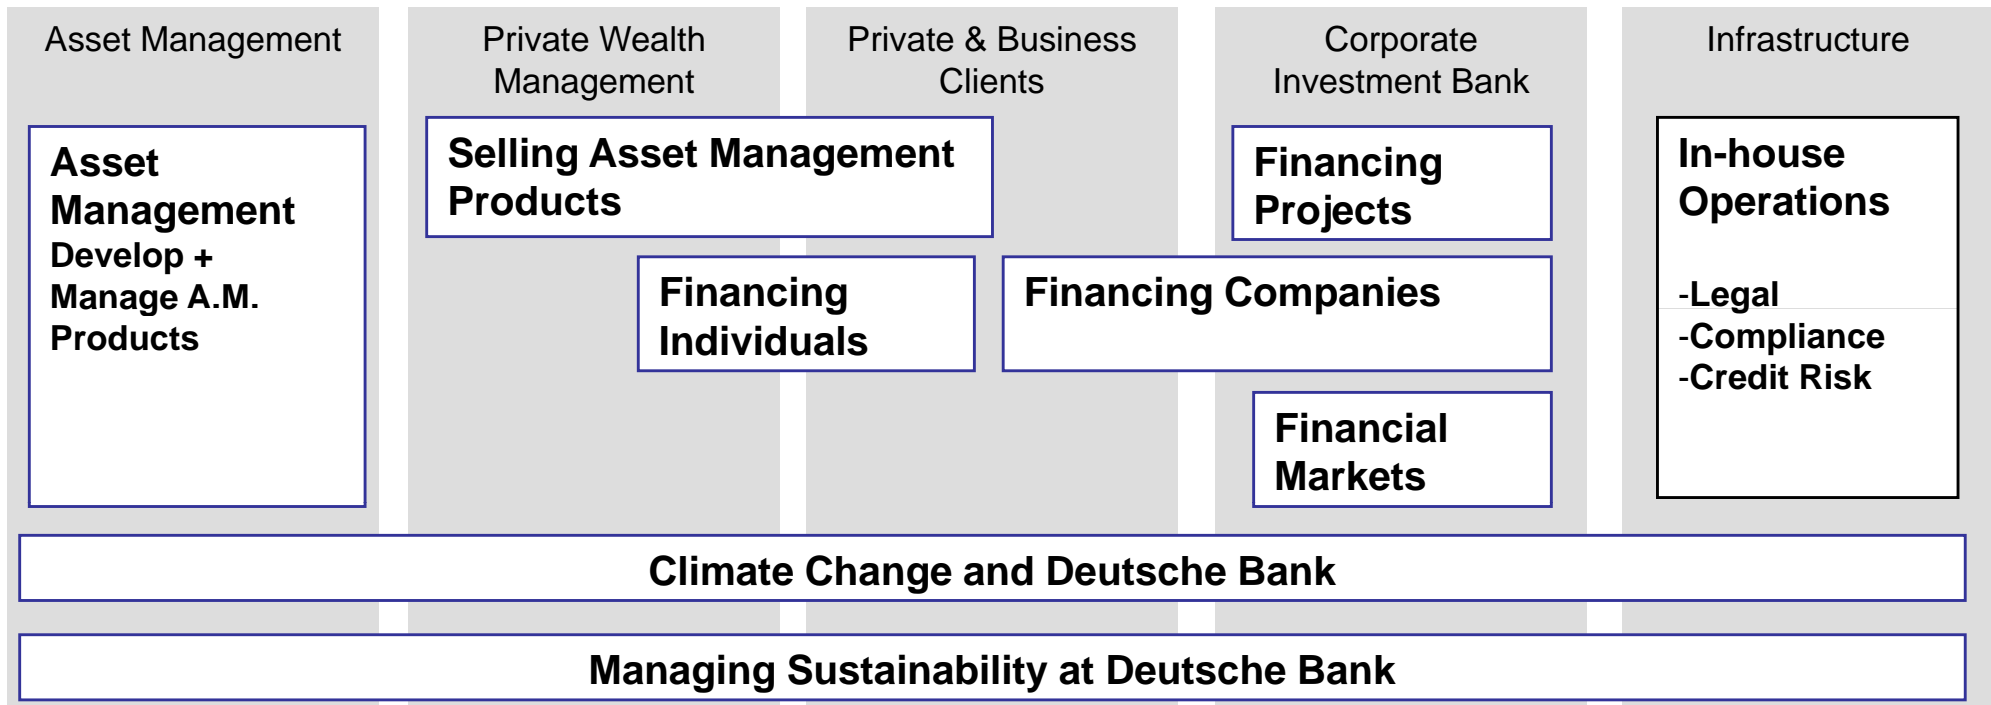 Asset Management
Private Wealth
Management
Private & Business
Clients
Corporate
Investment Bank
Infrastructure
Asset
Management
Develop +
Manage A.M.
Products
Selling Asset Management
Products
Financing
Individuals
Financing
Projects
Financing Companies
Financial
Markets
In-house
Operations
-Legal
-Compliance
-Credit Risk
Climate Change and Deutsche Bank
Managing Sustainability at Deutsche Bank